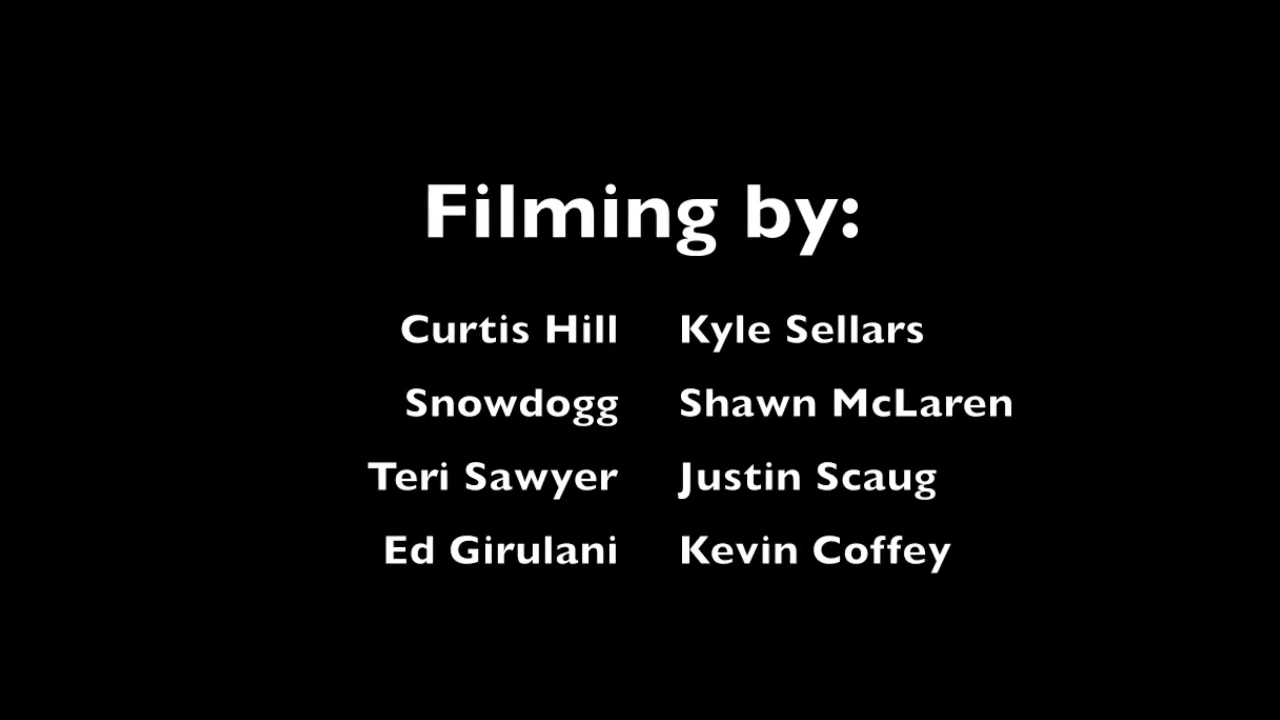 Filming by:
Curtis Hill Kyle Sellars
Snowdogg Shawn McLaren
Teri Sawyer Justin Scaug
Ed Girulani Kevin Coffey